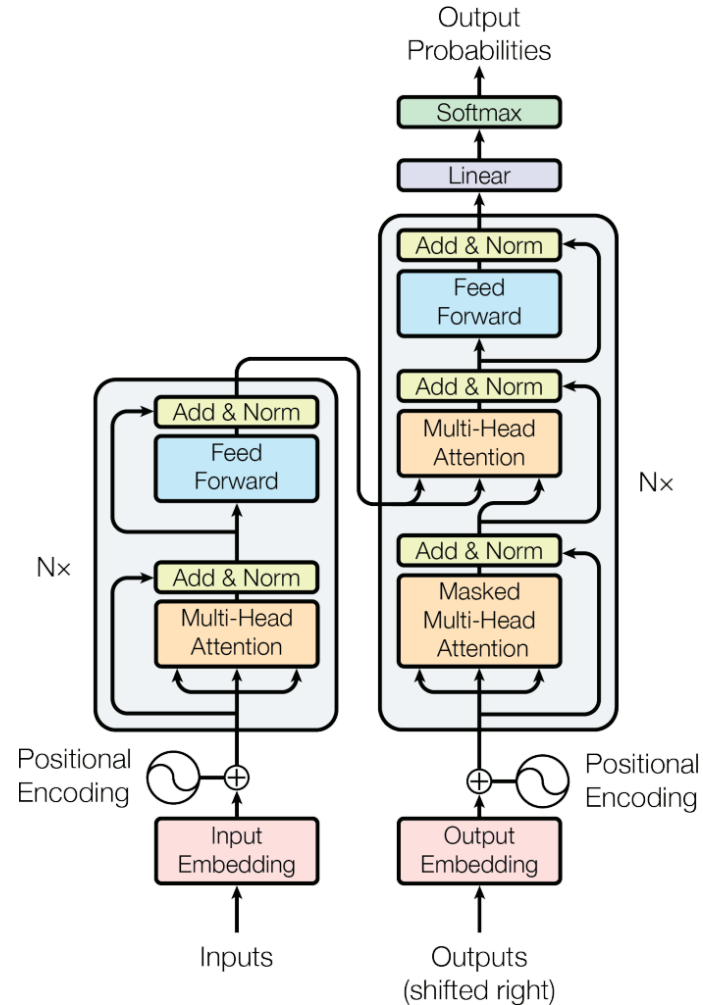 Output
Probabilities
Softmax
Linear
Add & Norm
Feed
Forward
Add & Norm
Multi-Head
Attention
Add & Norm
Masked
Multi-Head
Attention
N×
Add & Norm
Feed
Forward
Add & Norm
Multi-Head
Attention
N×
Positional
Encoding
Positional
Encoding
Input
Embedding
Output
Embedding
Inputs
Outputs
(shifted right)